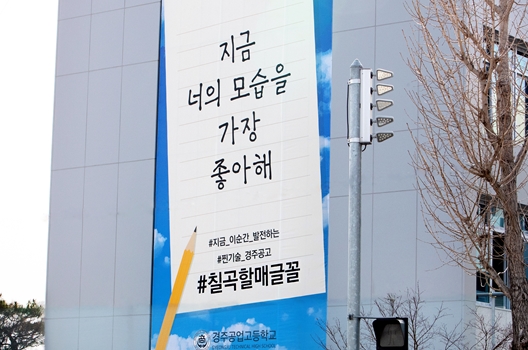 지금
너의 모습을
가장
좋아해
#지금_이순간_발전하는
#찐기술_경주공고
#칠곡할매글꼴
경주공업고등학교